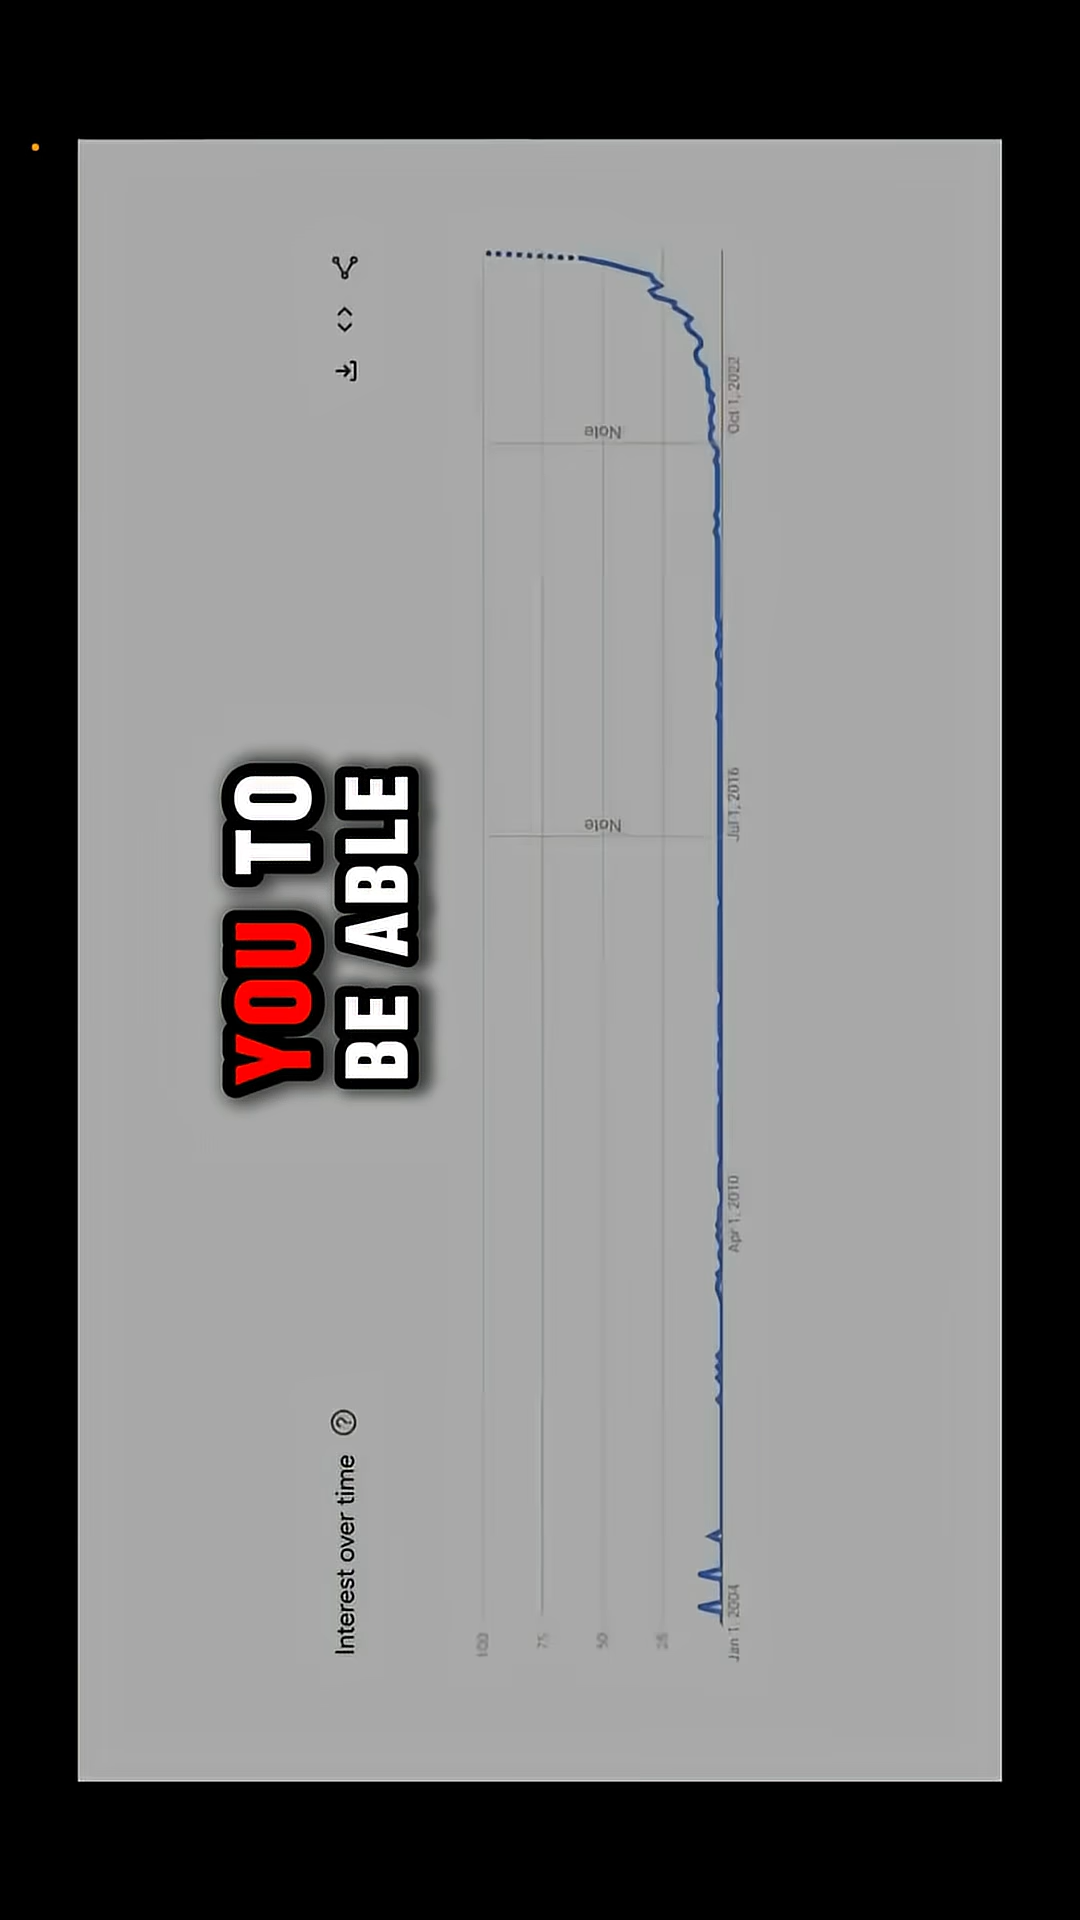 YOU TO
BE ABLE
Interest over time
100
75
50
25
Note
Note
Jan 1, 2004
Apr 1, 2010
Jul 1, 2016
Oct 1, 2022